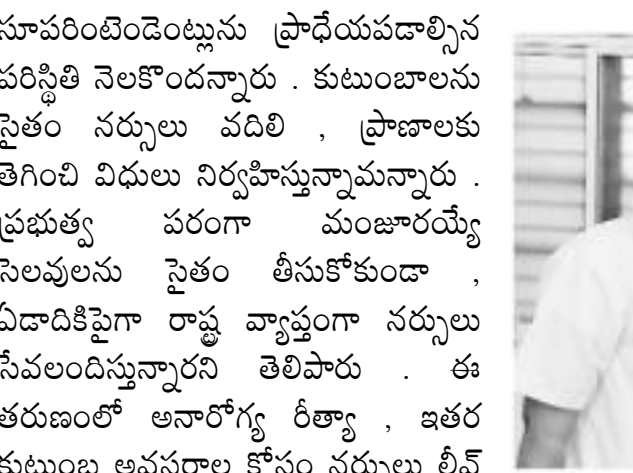 సూపరింటెండెంట్లును ప్రాధేయపడాల్సిన
పరిస్థితి నెలకొందన్నారు . కుటుంబాలను
సైతం నర్సులు వదిలి , ప్రాణాలకు
తెగించి విధులు నిర్వహిస్తున్నామన్నారు .
ప్రభుత్వ పరంగా మంజూరయ్యే
సెలవులను సైతం తీసుకోకుండా ,
ఏడాదికిపైగా రాష్ట్ర వ్యాప్తంగా నర్సులు
సేవలందిస్తున్నారని తెలిపారు . ఈ
తరుణంలో అనారోగ్య రీత్యా , ఇతర
కుటుంబ అవసరాల కోసం నర్సులు లీవ్